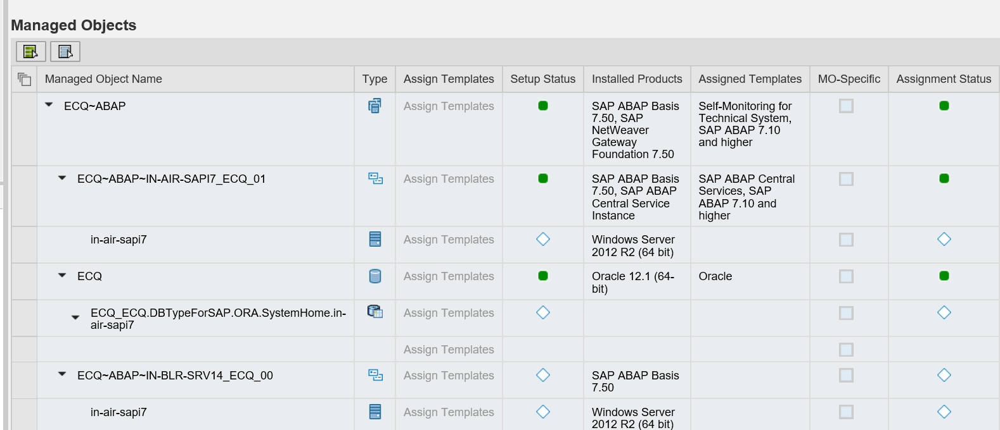 Managed Objects
Managed Object Name Type Assign Templates Setup Status Installed Products Assigned Templates MO-Specific Assignment Status
ECQ~ABAP Assign Templates SAP ABAP Basis Self-Monitoring for
7.50, SAP Technical System,
NetWeaver SAP ABAP 7.10
Gateway and higher
Foundation 7.50
ECQ~ABAP~IN-AIR-SAPI7_ECQ_01 Assign Templates SAP ABAP Basis SAP ABAP Central
7.50, SAP ABAP Services, SAP
Central Service ABAP 7.10 and
Instance higher
in-air-sapi7 Assign Templates Windows Server
2012 R2 (64 bit)
ECQ Assign Templates Oracle 12.1 (64- Oracle
bit)
ECQ_ECQ.DBTypeForSAP.ORA.SystemHome.in- Assign Templates
air-sapi7
Assign Templates
ECQ~ABAP~IN-BLR-SRV14_ECQ_00 Assign Templates SAP ABAP Basis
7.50
in-air-sapi7 Assign Templates Windows Server
2012 R2 (64 bit)